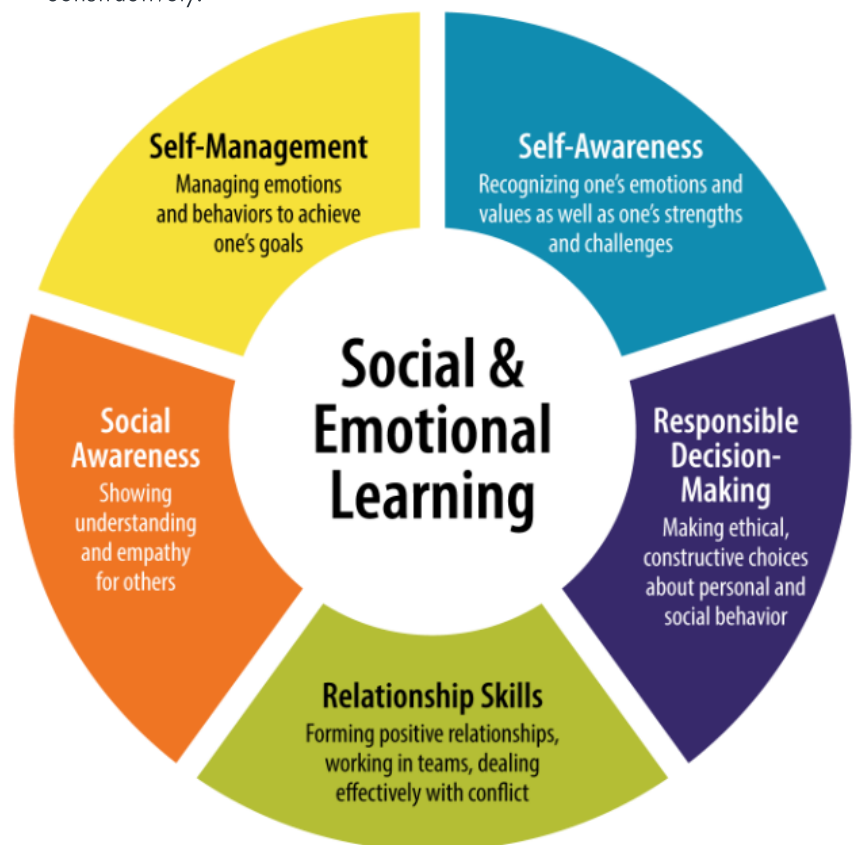 constructively.
Self-Management
Managing emotions
and behaviors to achieve
one's goals
Self-Awareness
Recognizing one's emotions and
values as well as one's strengths
and challenges
Social &
Emotional
Learning
Social
Awareness
Showing
understanding
and empathy
for others
Responsible
Decision-
Making
Making ethical,
constructive choices
about personal and
social behavior
Relationship Skills
Forming positive relationships,
working in teams, dealing
effectively with conflict